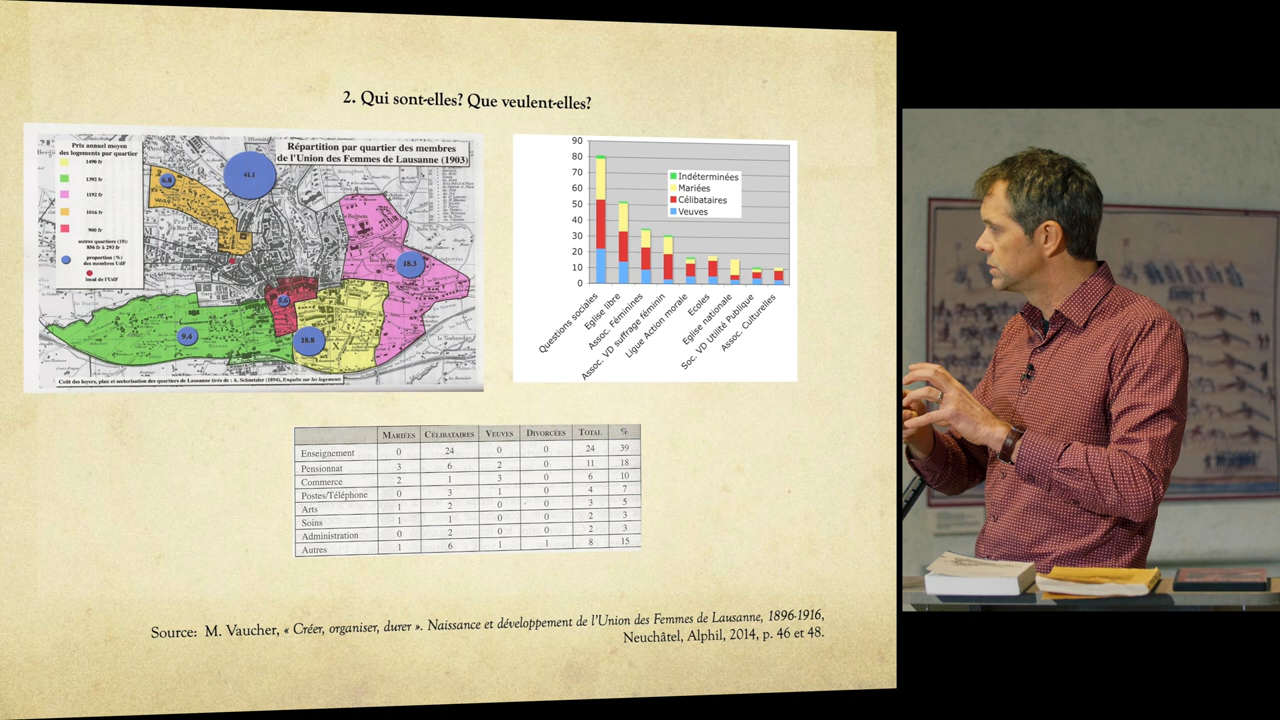 2. Qui sont-elles? Que veulent-elles?
Prix annuel moyen
des logements par quartier
1490 fr
1392 fr
1192 fr
1016 fr
900 fr
autres quartiers (19):
856 fr à 293 fr
proportion (%)
des membres UdF
local de l'UdF
Répartition par quartier des membres
de l'Union des Femmes de Lausanne (1903)
6.8
41.1
18.3
5.6
9.4
18.8
Coût des loyers, plan et sectorisation des quartiers de Lausanne tirés de : A. Schnetzler (1894), Enquête sur les logements
90
80
70
60
50
40
30
20
10
0
Indéterminées
Mariées
Célibataires
Veuves
Questions sociales
Eglise libre
Assoc. Féminines
Assoc. VD suffrage féminin
Ligue Action morale
Ecoles
Eglise nationale
Soc. VD Utilité Publique
Assoc. Culturelles
MARIÉES CÉLIBATAIRES VEUVES DIVORCÉES TOTAL %
Enseignement 0 24 0 0 24 39
Pensionnat 3 6 2 0 11 18
Commerce 2 1 3 0 6 10
Postes/Téléphone 0 3 1 0 4 7
Arts 1 2 0 0 3 5
Soins 1 1 0 0 2 3
Administration 0 2 0 0 2 3
Autres 1 6 1 1 8 15
Source: M. Vaucher, « Créer, organiser, durer ». Naissance et développement de l'Union des Femmes de Lausanne, 1896-1916,
Neuchâtel, Alphil, 2014, p. 46 et 48.